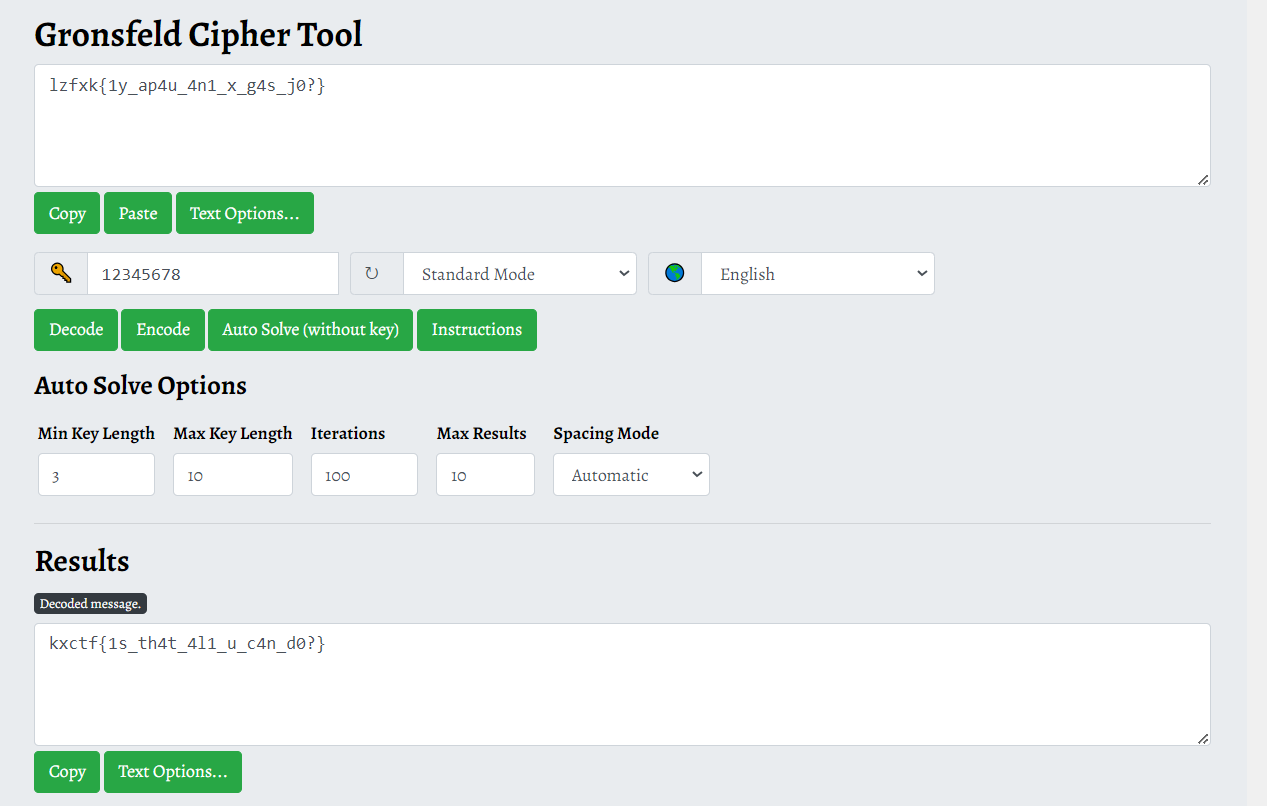 Gronsfeld Cipher Tool
lzfxk{1y_ap4u_4n1_x_g4s_j0?}
Copy Paste Text Options...
12345678 Standard Mode English
Decode Encode Auto Solve (without key) Instructions
Auto Solve Options
Min Key Length Max Key Length Iterations Max Results Spacing Mode
3 10 100 10 Automatic
Results
Decoded message.
kxctf{1s_th4t_4l1_u_c4n_d0?}
Copy Text Options...